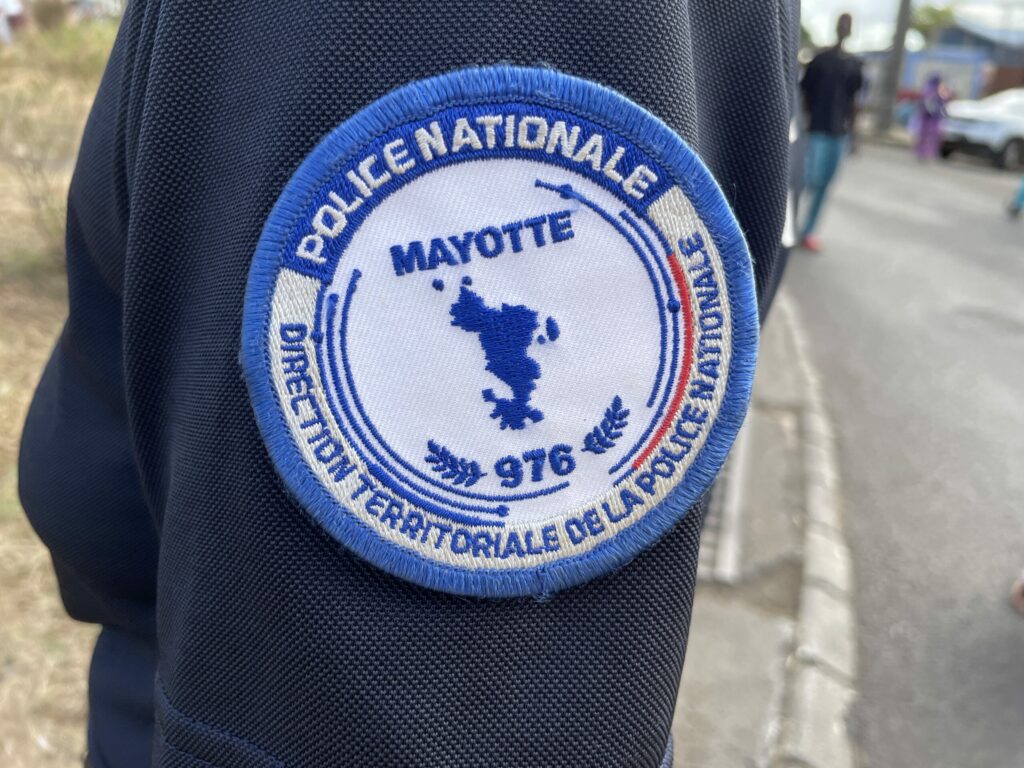 POLICE NATIONALE
MAYOTTE
976
DIRECTION TERRITORIALE DE LA POLICE NATIONALE